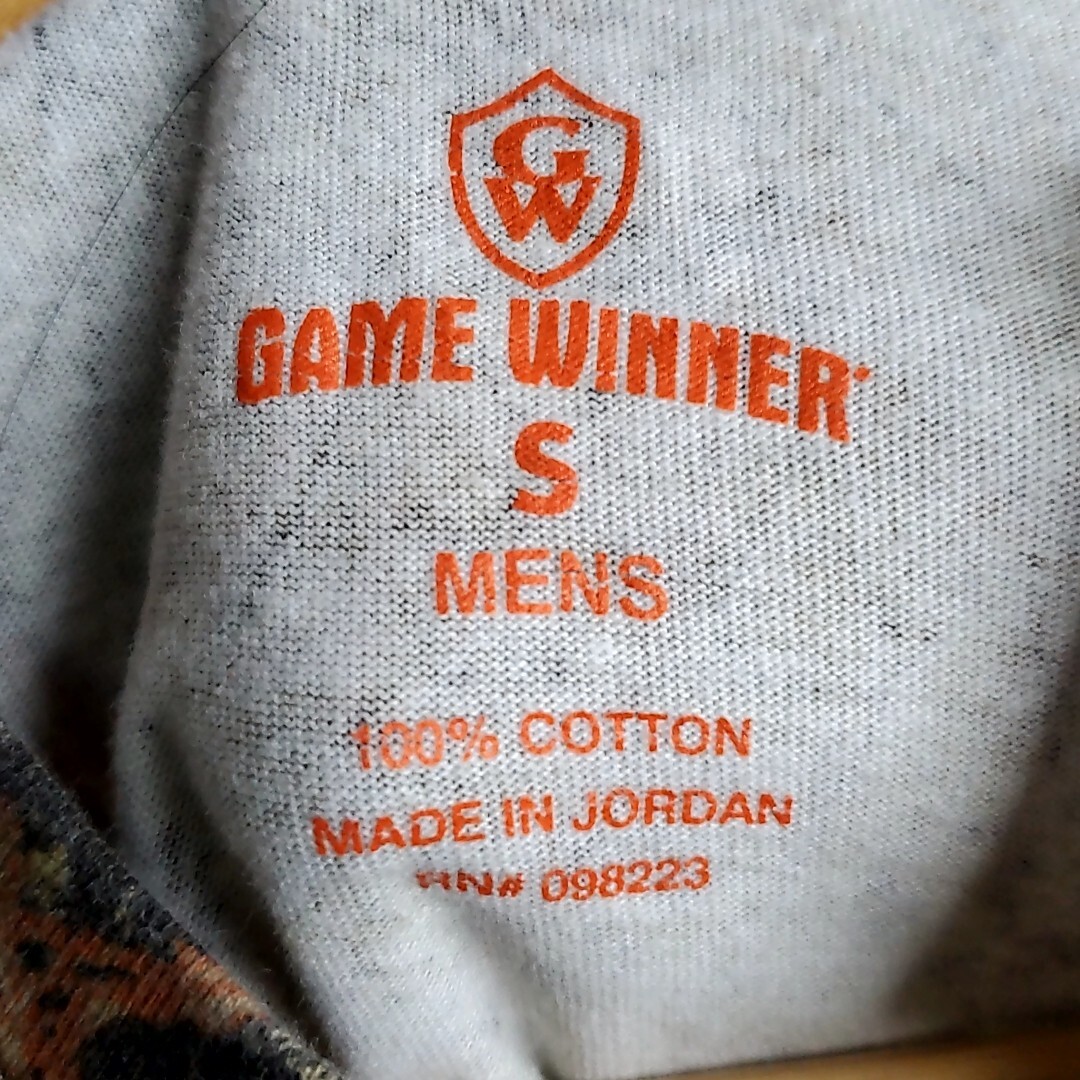 GW
GAME WINNER
S
MENS
100% COTTON
MADE IN JORDAN
RN# 098223